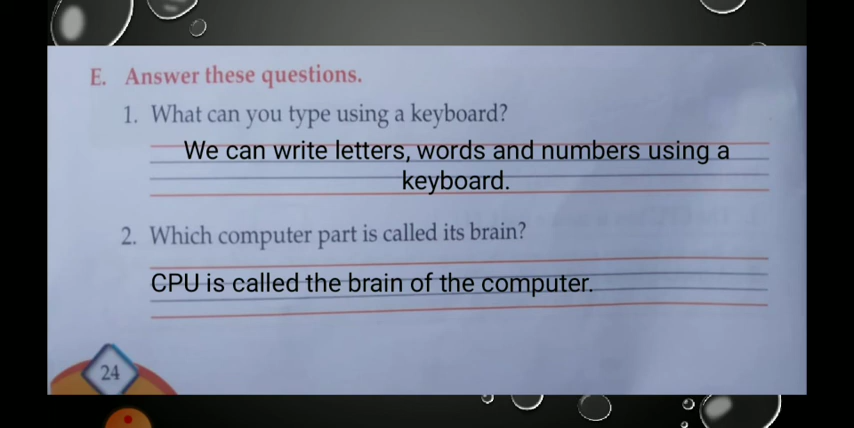 E. Answer these questions.
1. What can you type using a keyboard?
We can write letters, words and numbers using a
keyboard.
2. Which computer part is called its brain?
CPU is called the brain of the computer.
24